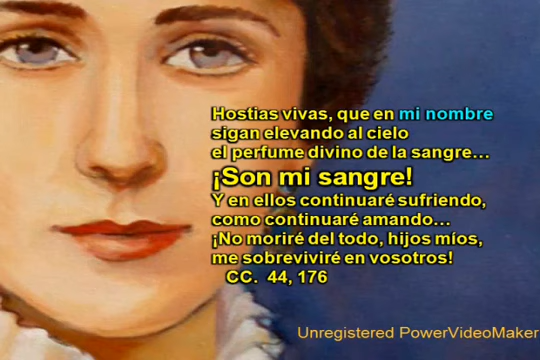 Hostias vivas, que en mi nombre
sigan elevando al cielo
el perfume divino de la sangre...
¡Son mi sangre!
Y en ellos continuaré sufriendo,
como continuaré amando...
¡No moriré del todo, hijos míos,
me sobreviviré en vosotros!
CC. 44, 176
Unregistered PowerVideoMaker